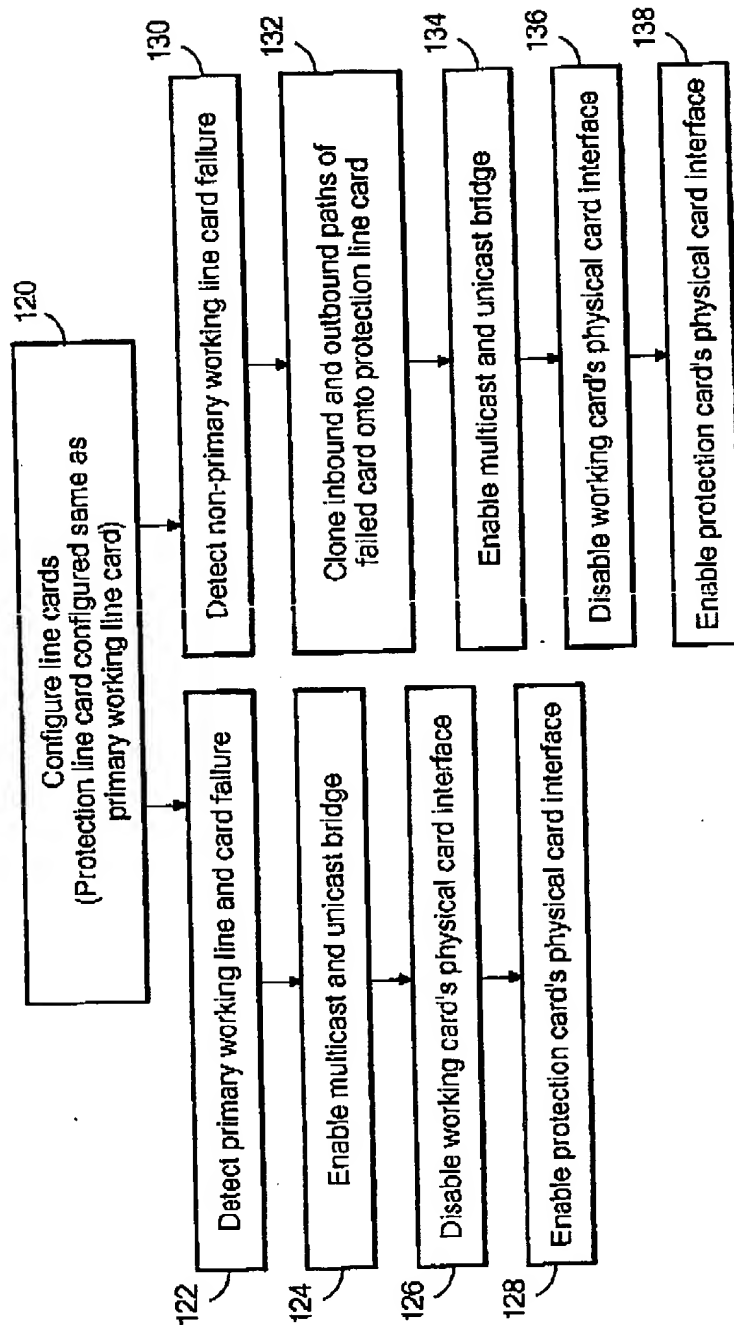 120
Configure line cards
(Protection line card configured same as
primary working line card)
122
Detect primary working line and card failure
124
Enable multicast and unicast bridge
126
Disable working card's physical card interface
128
Enable protection card's physical card interface
130
Detect non-primary working line card failure
132
Clone inbound and outbound paths of
failed card onto protection line card
134
Enable multicast and unicast bridge
136
Disable working card's physical card interface
138
Enable protection card's physical card interface